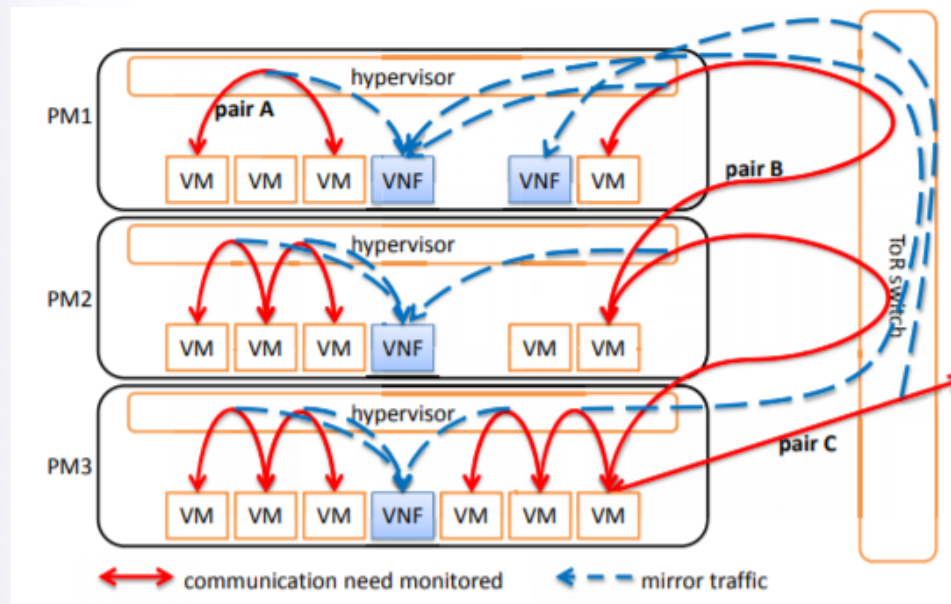 hypervisor
PM1
pair A
VM VM VM VNF VNF VM
pair B
hypervisor
ToR switch
PM2
VM VM VM VNF VM VM
hypervisor
PM3
pair C
VM VM VM VNF VM VM VM
communication need monitored mirror traffic